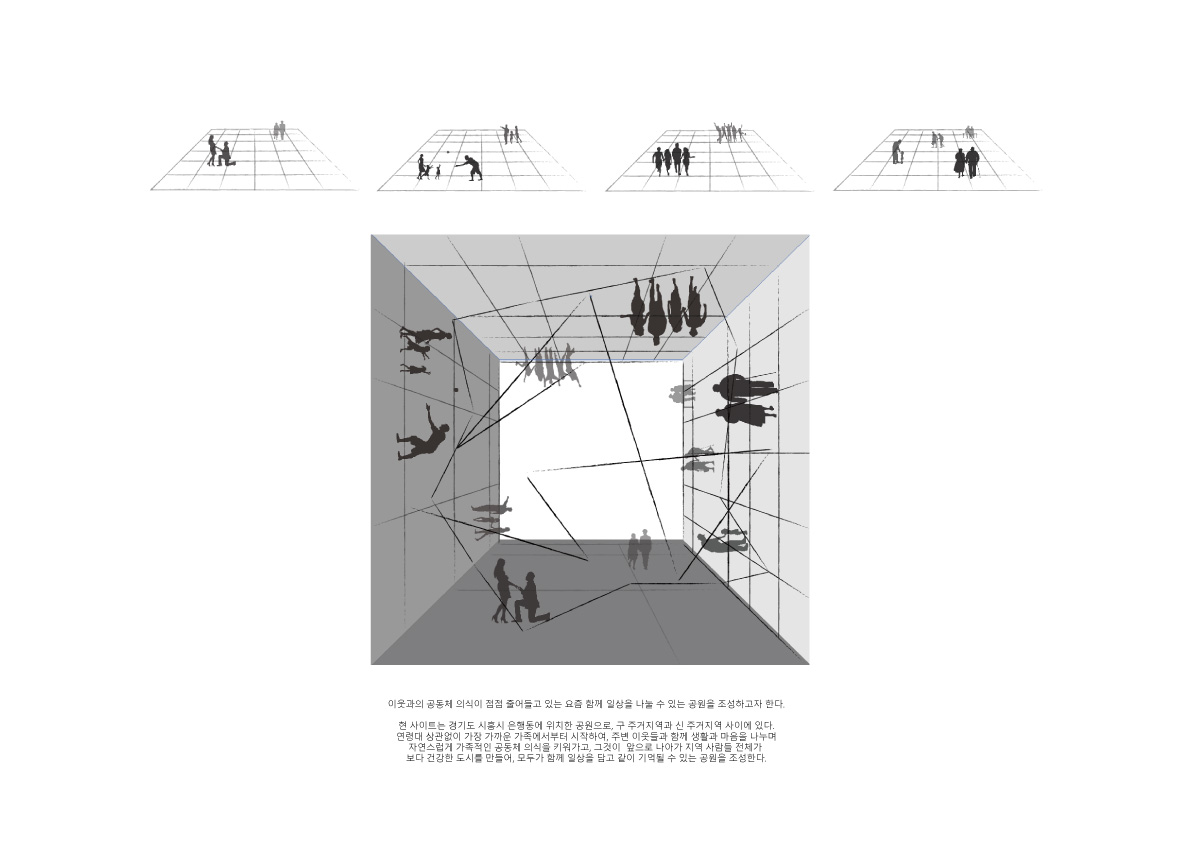 이웃과의 공동체 의식이 점점 줄어들고 있는 요즘 함께 일상을 나눌 수 있는 공원을 조성하고자 한다.
현 사이트는 경기도 시흥시 은행동에 위치한 공원으로, 구 주거지역과 신 주거지역 사이에 있다.
연령대 상관없이 가장 가까운 가족에서부터 시작하여, 주변 이웃들과 함께 생활과 마음을 나누며
자연스럽게 가족적인 공동체 의식을 키워가고, 그것이 앞으로 나아가 지역 사람들 전체가
보다 건강한 도시를 만들어, 모두가 함께 일상을 담고 같이 기억될 수 있는 공원을 조성한다.